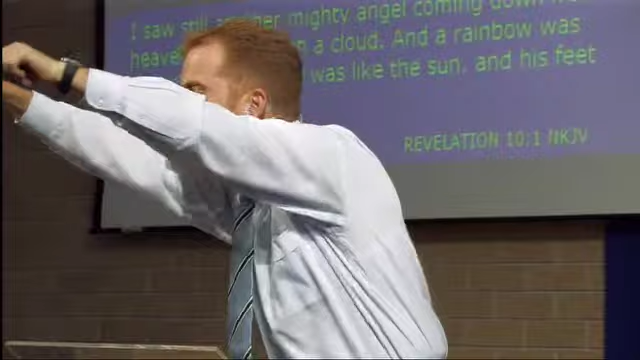 I saw still another mighty angel coming down
heaven, a cloud. And a rainbow was
was like the sun, and his feet
REVELATION 10:1 NKJV